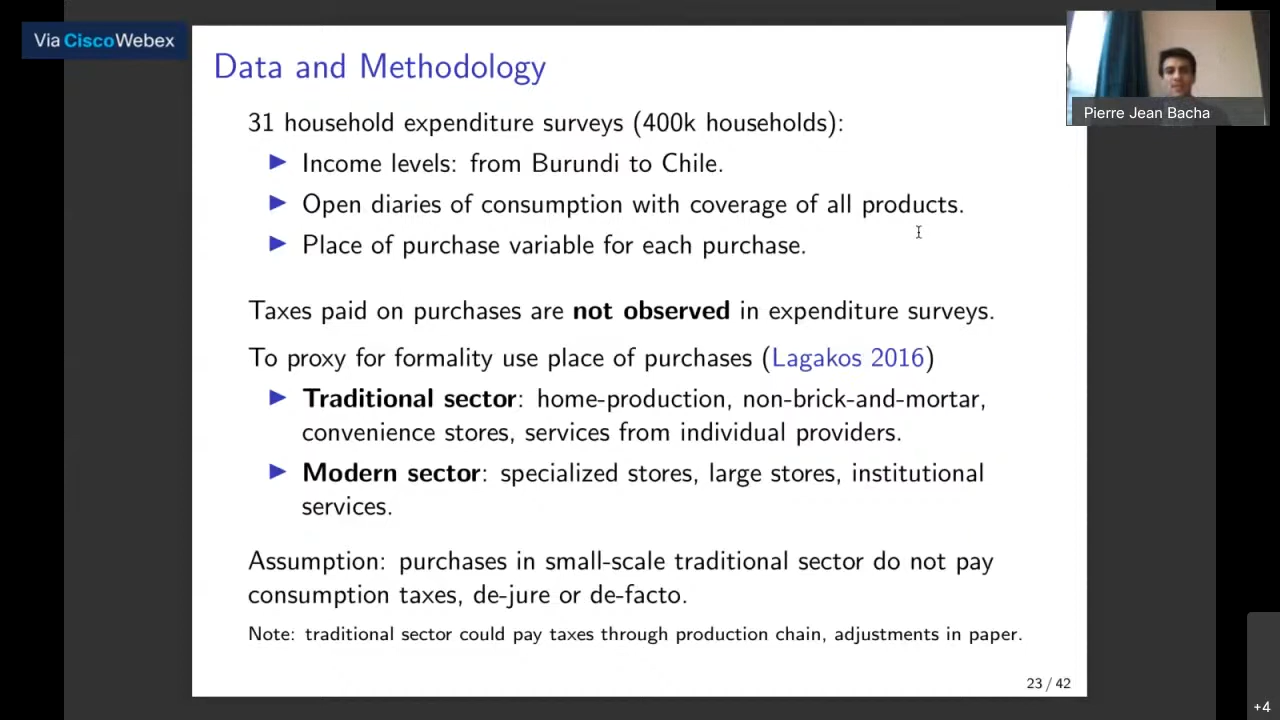 Via CiscoWebex
Data and Methodology
Pierre Jean Bacha
31 household expenditure surveys (400k households):
▶ Income levels: from Burundi to Chile.
▶ Open diaries of consumption with coverage of all products.
▶ Place of purchase variable for each purchase.
Taxes paid on purchases are not observed in expenditure surveys.
To proxy for formality use place of purchases (Lagakos 2016)
▶ Traditional sector: home-production, non-brick-and-mortar,
convenience stores, services from individual providers.
▶ Modern sector: specialized stores, large stores, institutional
services.
Assumption: purchases in small-scale traditional sector do not pay
consumption taxes, de-jure or de-facto.
Note: traditional sector could pay taxes through production chain, adjustments in paper.
23 / 42
+4